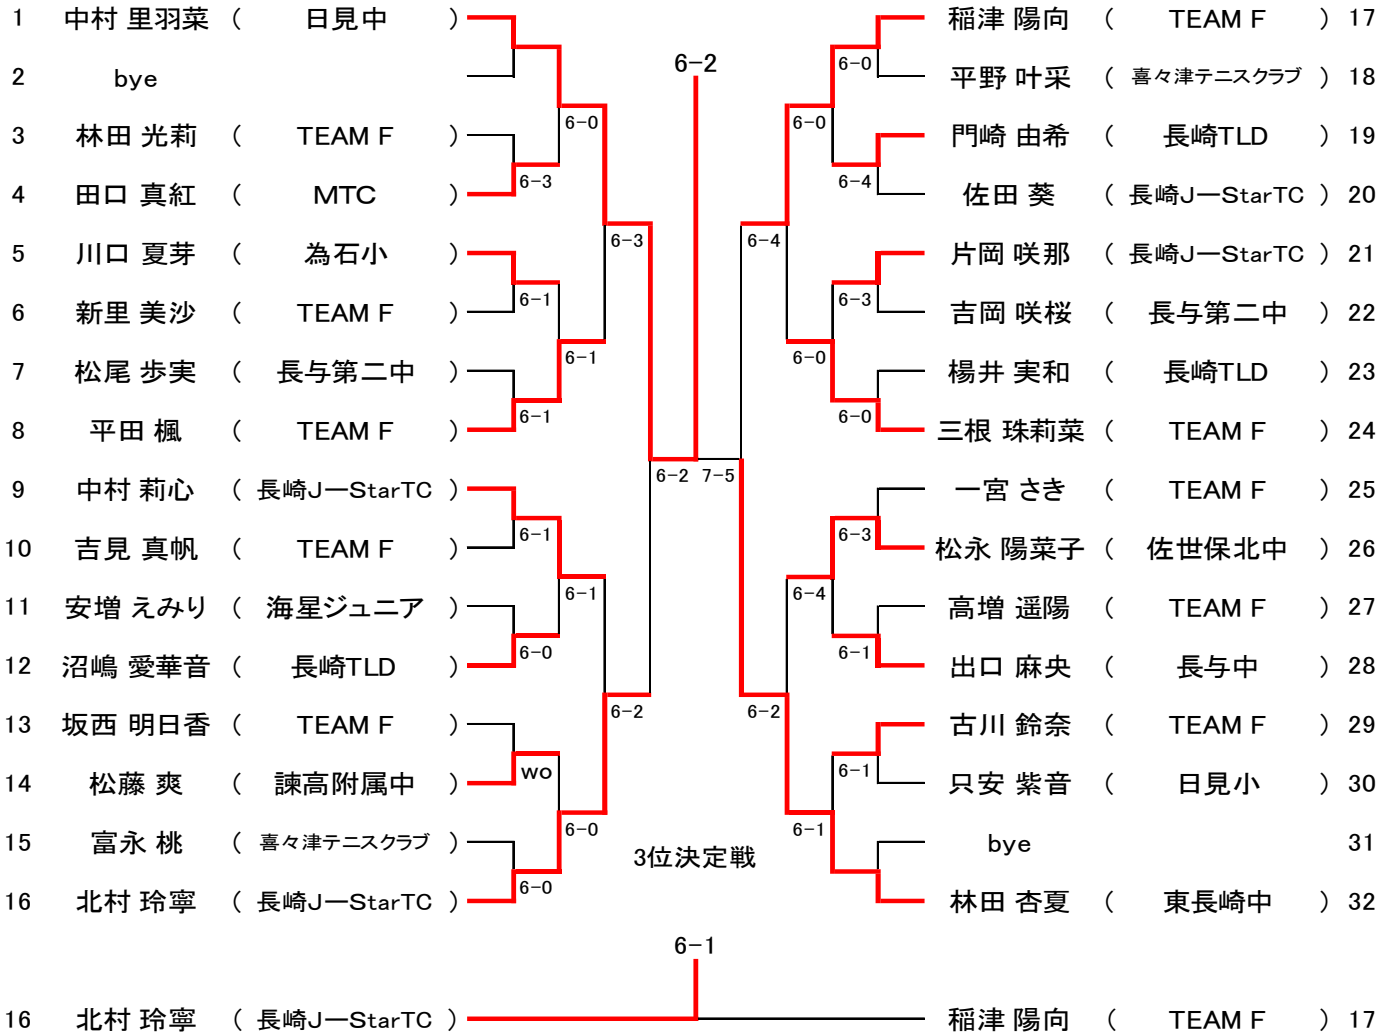 1 中村 里羽菜 ( 日見中 )
2 bye
3 林田 光莉 ( TEAM F )
4 田口 真紅 ( MTC )
5 川口 夏芽 ( 為石小 )
6 新里 美沙 ( TEAM F )
7 松尾 歩実 ( 長与第二中 )
8 平田 楓 ( TEAM F )
9 中村 莉心 ( 長崎J－StarTC )
10 吉見 真帆 ( TEAM F )
11 安増 えみり ( 海星ジュニア )
12 沼嶋 愛華音 ( 長崎TLD )
13 坂西 明日香 ( TEAM F )
14 松藤 爽 ( 諫高附属中 )
15 富永 桃 ( 喜々津テニスクラブ )
16 北村 玲寧 ( 長崎J－StarTC )
6-3
6-1
6-1
6-1
6-0
wo
6-0
6-0
6-1
6-1
6-0
6-3
6-2
6-2
6-2
7-5
稲津 陽向 ( TEAM F ) 17
平野 叶采 ( 喜々津テニスクラブ ) 18
門崎 由希 ( 長崎TLD ) 19
佐田 葵 ( 長崎J－StarTC ) 20
片岡 咲那 ( 長崎J－StarTC ) 21
吉岡 咲桜 ( 長与第二中 ) 22
楊井 実和 ( 長崎TLD ) 23
三根 珠莉菜 ( TEAM F ) 24
一宮 さき ( TEAM F ) 25
松永 陽菜子 ( 佐世保北中 ) 26
高増 遥陽 ( TEAM F ) 27
出口 麻央 ( 長与中 ) 28
古川 鈴奈 ( TEAM F ) 29
只安 紫音 ( 日見小 ) 30
bye 31
林田 杏夏 ( 東長崎中 ) 32
6-0
6-4
6-3
6-0
6-3
6-1
6-1
6-0
6-0
6-4
6-1
6-4
6-2
3位決定戦
6-1
16 北村 玲寧 ( 長崎J－StarTC )
稲津 陽向 ( TEAM F ) 17